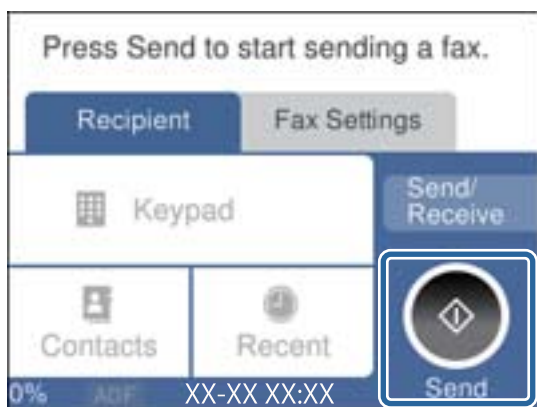 Press Send to start sending a fax.
Recipient
Fax Settings
Keypad
Send/
Receive
Contacts
Recent
Send
0%
ADF
XX-XX XX:XX